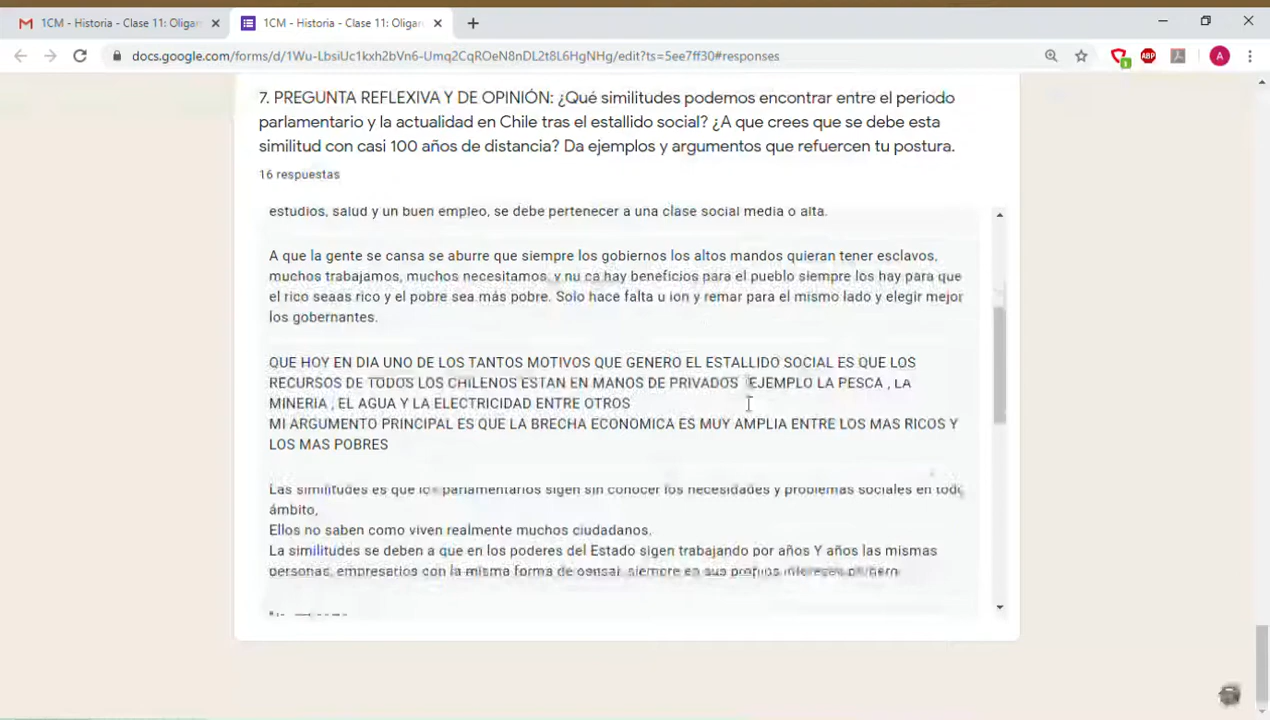 1CM - Historia - Clase 11: Oligar
1CM - Historia - Clase 11: Oligar
docs.google.com/forms/d/1Wu-LbsiUc1kxh2bVn6-Umq2CqROeN8nDL2t8L6HgNHg/edit?ts=5ee7ff30#responses
ABP
A
7. PREGUNTA REFLEXIVA Y DE OPINIÓN: ¿Qué similitudes podemos encontrar entre el periodo
parlamentario y la actualidad en Chile tras el estallido social? ¿A que crees que se debe esta
similitud con casi 100 años de distancia? Da ejemplos y argumentos que refuercen tu postura.
16 respuestas
estudios, salud y un buen empleo, se debe pertenecer a una clase social media o alta.
A que la gente se cansa se aburre que siempre los gobiernos los altos mandos quieran tener esclavos,
muchos trabajamos, muchos necesitamos, y nu ca hay beneficios para el pueblo siempre los hay para que
el rico seaas rico y el pobre sea más pobre. Solo hace falta u ion y remar para el mismo lado y elegir mejor
los gobernantes.
QUE HOY EN DIA UNO DE LOS TANTOS MOTIVOS QUE GENERO EL ESTALLIDO SOCIAL ES QUE LOS
RECURSOS DE TODOS LOS CHILENOS ESTAN EN MANOS DE PRIVADOS EJEMPLO LA PESCA , LA
MINERIA , EL AGUA Y LA ELECTRICIDAD ENTRE OTROS
MI ARGUMENTO PRINCIPAL ES QUE LA BRECHA ECONOMICA ES MUY AMPLIA ENTRE LOS MAS RICOS Y
LOS MAS POBRES
Las similitudes es que los parlamentarios sigen sin conocer los necesidades y problemas sociales en todo
ámbito,
Ellos no saben como viven realmente muchos ciudadanos.
La similitudes se deben a que en los poderes del Estado sigen trabajando por años Y años las mismas
personas, empresarios con la misma forma de pensar, siempre en sus propios intereses